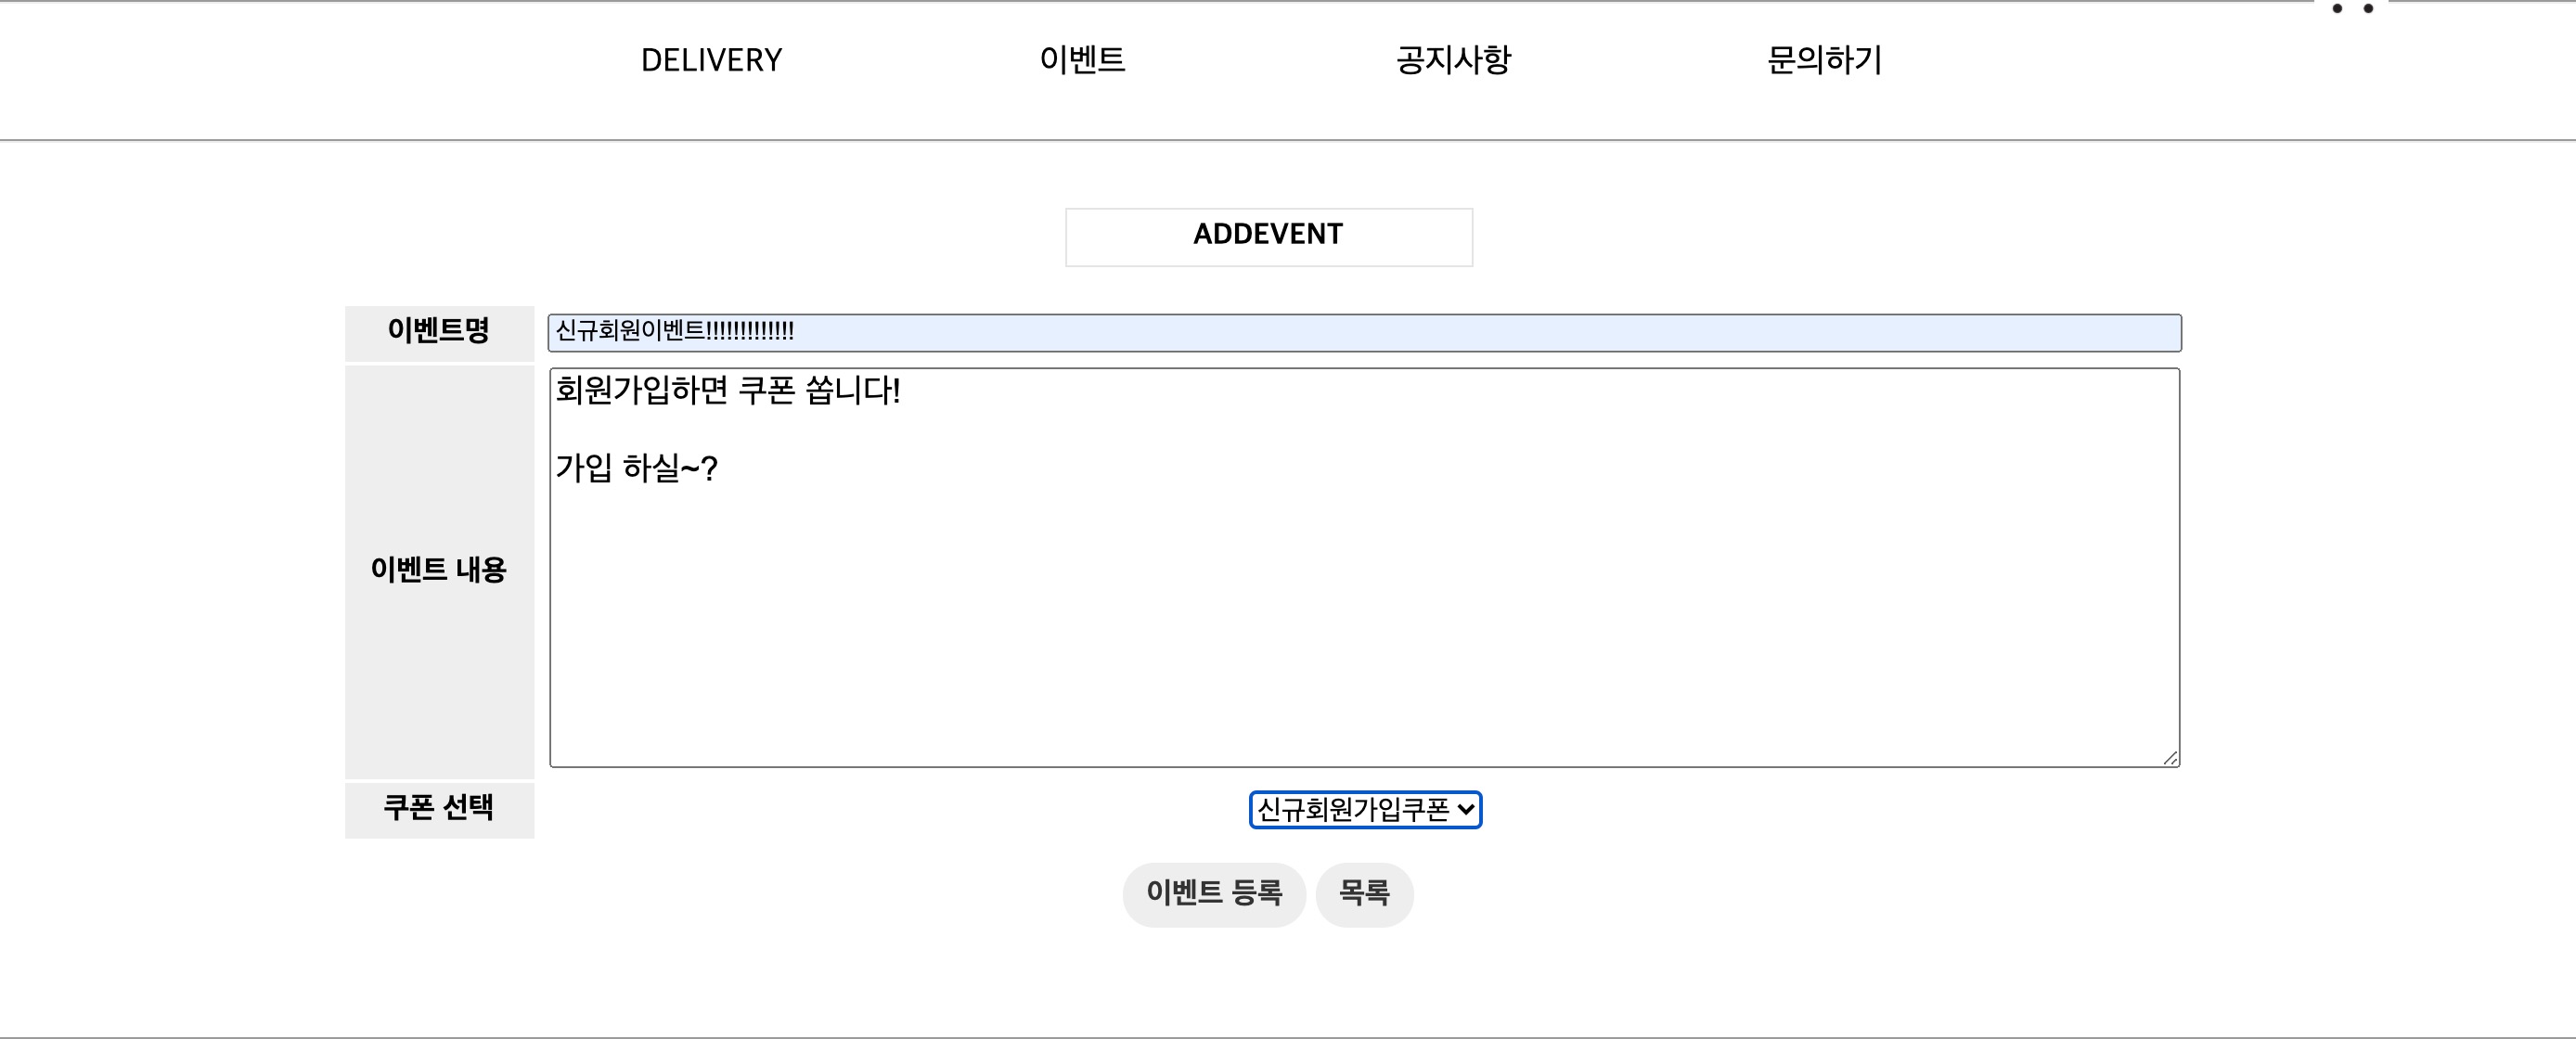 DELIVERY 이벤트 공지사항 문의하기
ADDEVENT
이벤트명 신규회원이벤트!!!!!!!!!!!!!
회원가입하면 쿠폰 쏩니다!
가입 하실~?
이벤트 내용
쿠폰 선택 신규회원가입쿠폰
이벤트 등록 목록